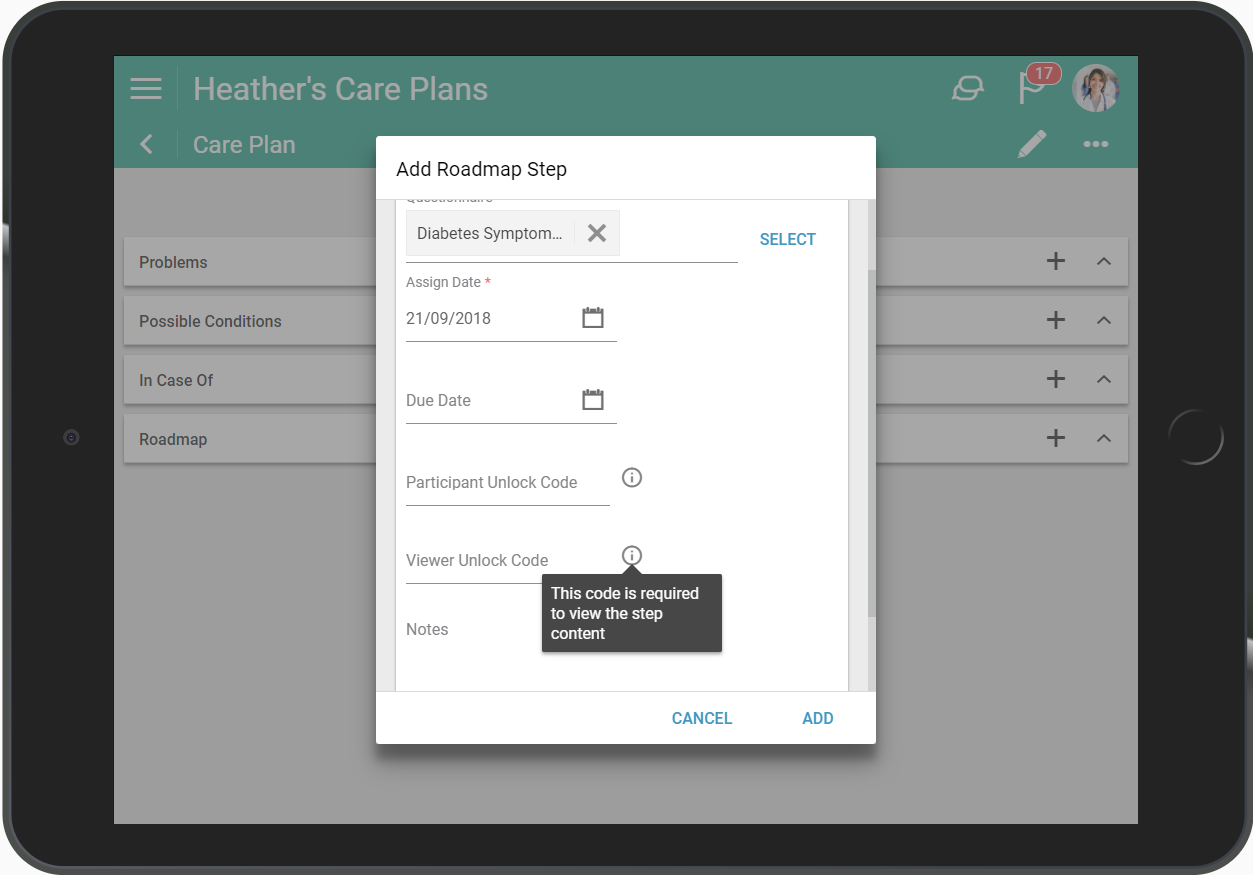 Heather's Care Plans
17
Care Plan
Add Roadmap Step
Questionnaire
Diabetes Symptom...
SELECT
Problems
Assign Date *
21/09/2018
Possible Conditions
In Case Of
Due Date
Roadmap
Participant Unlock Code
Viewer Unlock Code
This code is required
to view the step
content
Notes
CANCEL
ADD